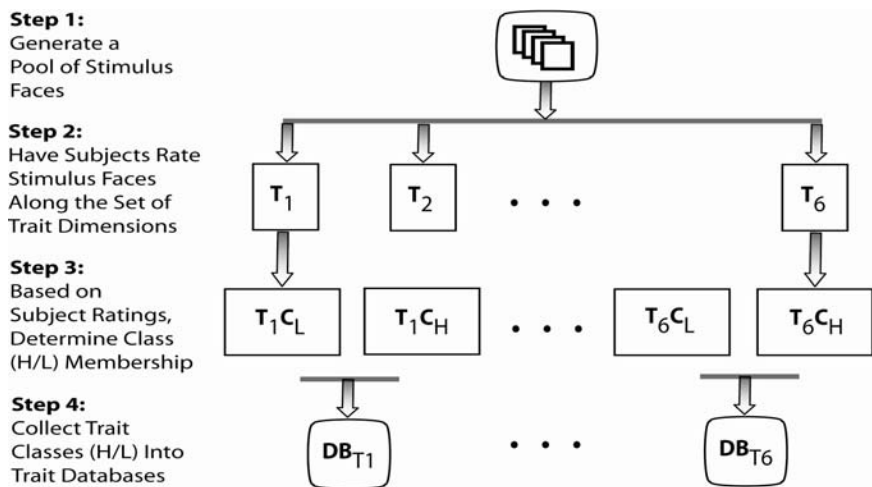 Step 1:
Generate a
Pool of Stimulus
Faces
Step 2:
Have Subjects Rate
Stimulus Faces
Along the Set of
Trait Dimensions
T1
T2
. . .
T6
Step 3:
Based on
Subject Ratings,
Determine Class
(H/L) Membership
T1CL
T1CH
. . .
T6CL
T6CH
Step 4:
Collect Trait
Classes (H/L) Into
Trait Databases
DBT1
. . .
DBT6